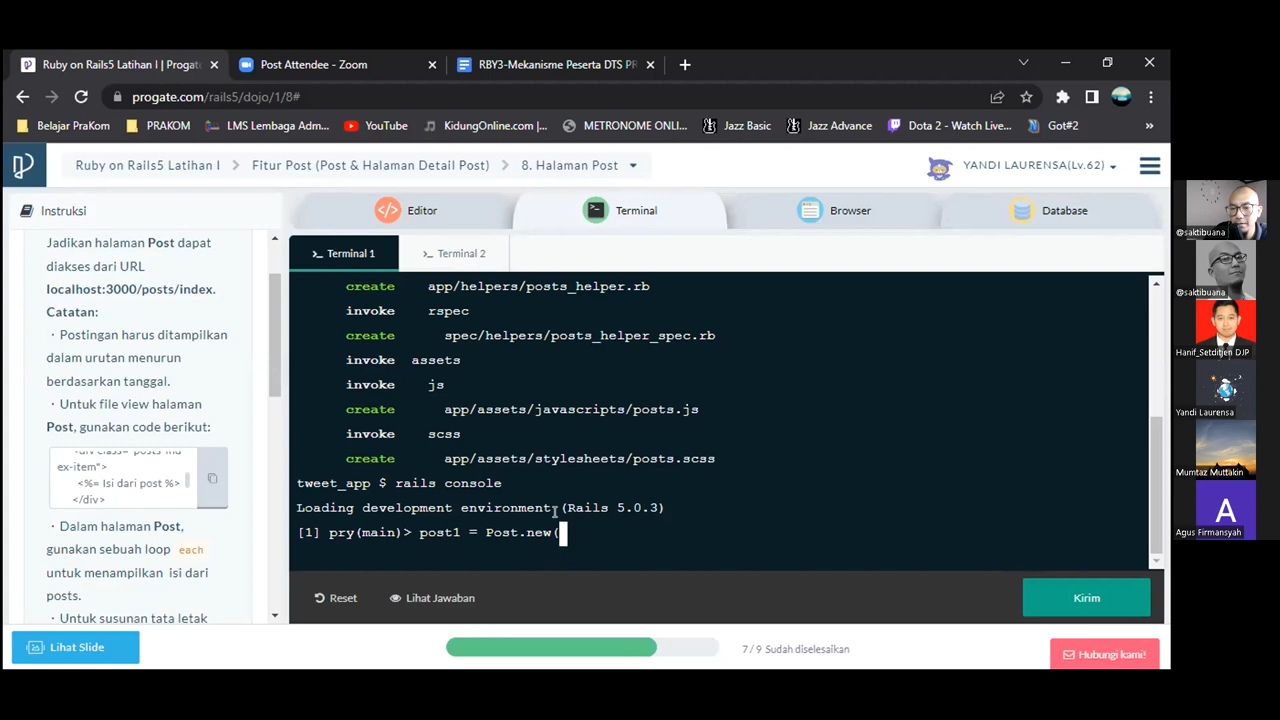 Ruby on Rails5 Latihan I | Progat
Post Attendee - Zoom
RBY3-Mekanisme Peserta DTS PR
progate.com/rails5/dojo/1/8#
Belajar PraKom
PRAKOM
LMS Lembaga Adm...
YouTube
KidungOnline.com |...
METRONOME ONLI...
Jazz Basic
Jazz Advance
Dota 2 - Watch Live...
Got#2
»
Ruby on Rails5 Latihan I
Fitur Post (Post & Halaman Detail Post)
8. Halaman Post
YANDI LAURENSA(Lv.62)
Instruksi
Editor
Terminal
Browser
Database
Jadikan halaman Post dapat
diakses dari URL
localhost:3000/posts/index.
Catatan:
・Postingan harus ditampilkan
dalam urutan menurun
berdasarkan tanggal.
・Untuk file view halaman
Post, gunakan code berikut:
ex-item">
<%= Isi dari post %>
</div>
・Dalam halaman Post,
gunakan sebuah loop each
untuk menampilkan isi dari
posts.
・Untuk susunan tata letak
>_ Terminal 1
>_ Terminal 2
create app/helpers/posts_helper.rb
invoke rspec
create spec/helpers/posts_helper_spec.rb
invoke assets
invoke js
create app/assets/javascripts/posts.js
invoke scss
create app/assets/stylesheets/posts.scss
tweet_app $ rails console
Loading development environment (Rails 5.0.3)
[1] pry(main)> post1 = Post.new(
Reset
Lihat Jawaban
Kirim
Lihat Slide
7 / 9 Sudah diselesaikan
Hubungi kami!
@saktibuana
@saktibuana
Hanif_Setditjen DJP
Yandi Laurensa
Mumtaz Muttakin
Agus Firmansyah